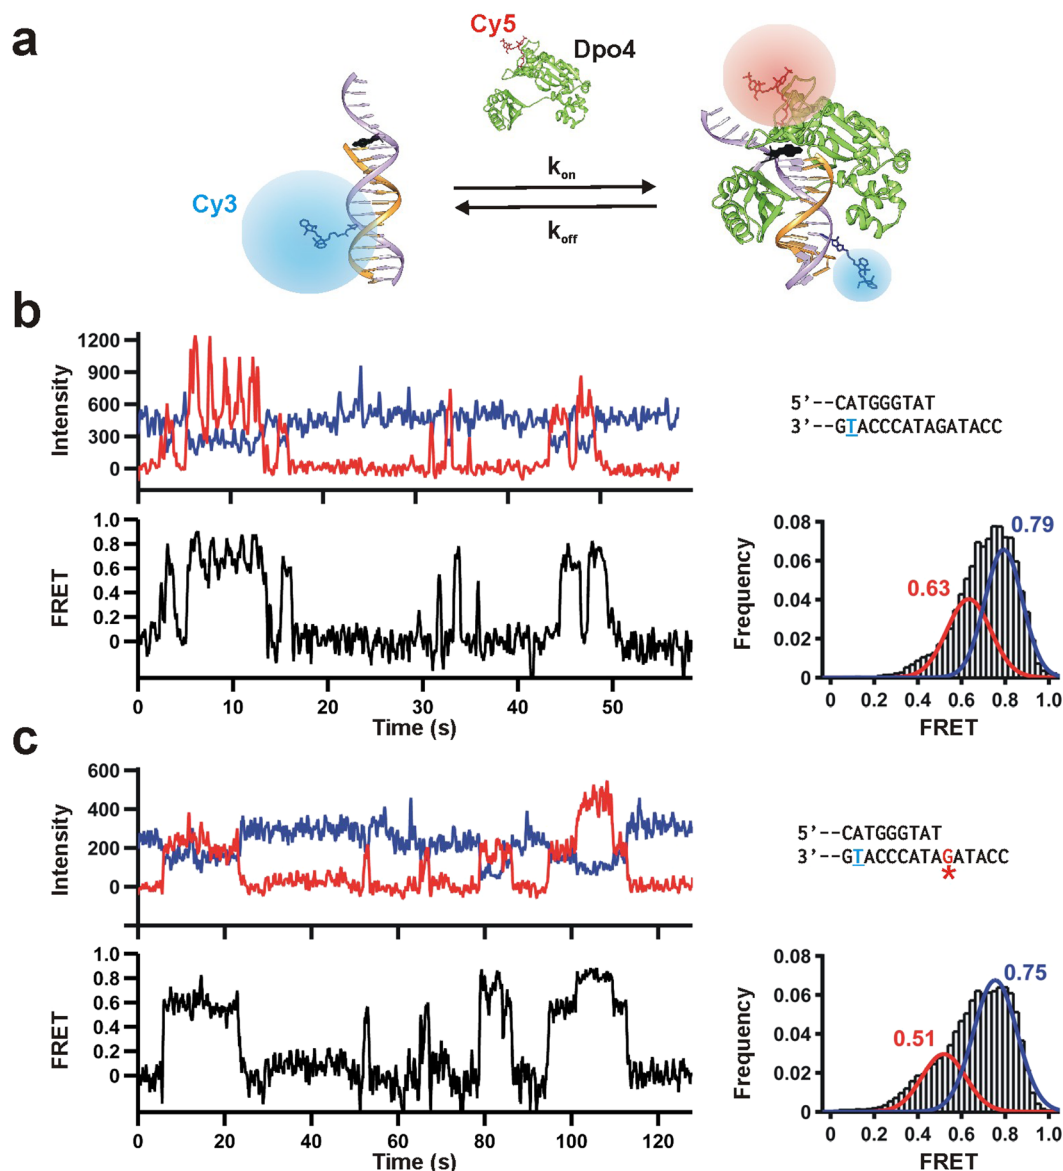 a
Cy5
Dpo4
Cy3
kon
koff
b
1200
900
600
300
0
Intensity
1.0
0.8
0.6
0.4
0.2
0
FRET
0 10 20 30 40 50
Time (s)
5’--CATGGGTAT
3’--GTACCCATAGATACC
0.08
0.06
0.04
0.02
0
Frequency
0.63
0.79
0 0.2 0.4 0.6 0.8 1.0
FRET
c
600
400
200
0
Intensity
1.0
0.8
0.6
0.4
0.2
0
FRET
0 20 40 60 80 100 120
Time (s)
5’--CATGGGTAT
3’--GTACCCATAGATACC
*
0.08
0.06
0.04
0.02
0
Frequency
0.51
0.75
0 0.2 0.4 0.6 0.8 1.0
FRET